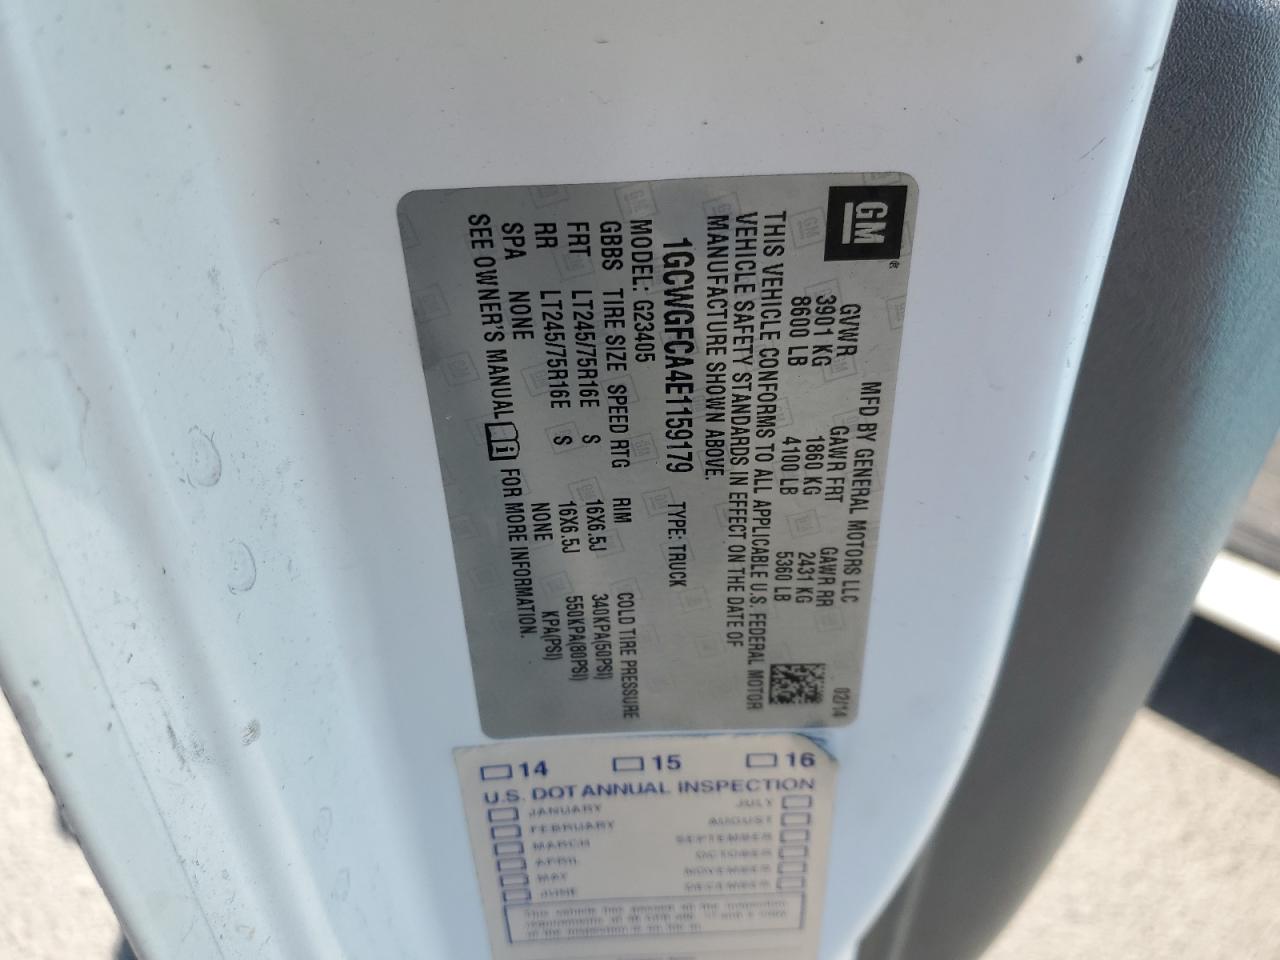 GM
MFD BY GENERAL MOTORS LLC 02/14
GVWR GAWR FRT GAWR RR
3901 KG 1860 KG 2431 KG
8600 LB 4100 LB 5360 LB
THIS VEHICLE CONFORMS TO ALL APPLICABLE U.S. FEDERAL MOTOR
VEHICLE SAFETY STANDARDS IN EFFECT ON THE DATE OF
MANUFACTURE SHOWN ABOVE.
1GCWGFCA4E1159179 TYPE: TRUCK
MODEL: G23405
GBBS TIRE SIZE SPEED RTG RIM COLD TIRE PRESSURE
FRT LT245/75R16E S 16X6.5J 340KPA(50PSI)
RR LT245/75R16E S 16X6.5J 550KPA(80PSI)
SPA NONE NONE KPA(PSI)
SEE OWNER'S MANUAL i FOR MORE INFORMATION.
14 15 16
U.S. DOT ANNUAL INSPECTION
JANUARY JULY
FEBRUARY AUGUST
MARCH SEPTEMBER
APRIL OCTOBER
MAY NOVEMBER
JUNE DECEMBER